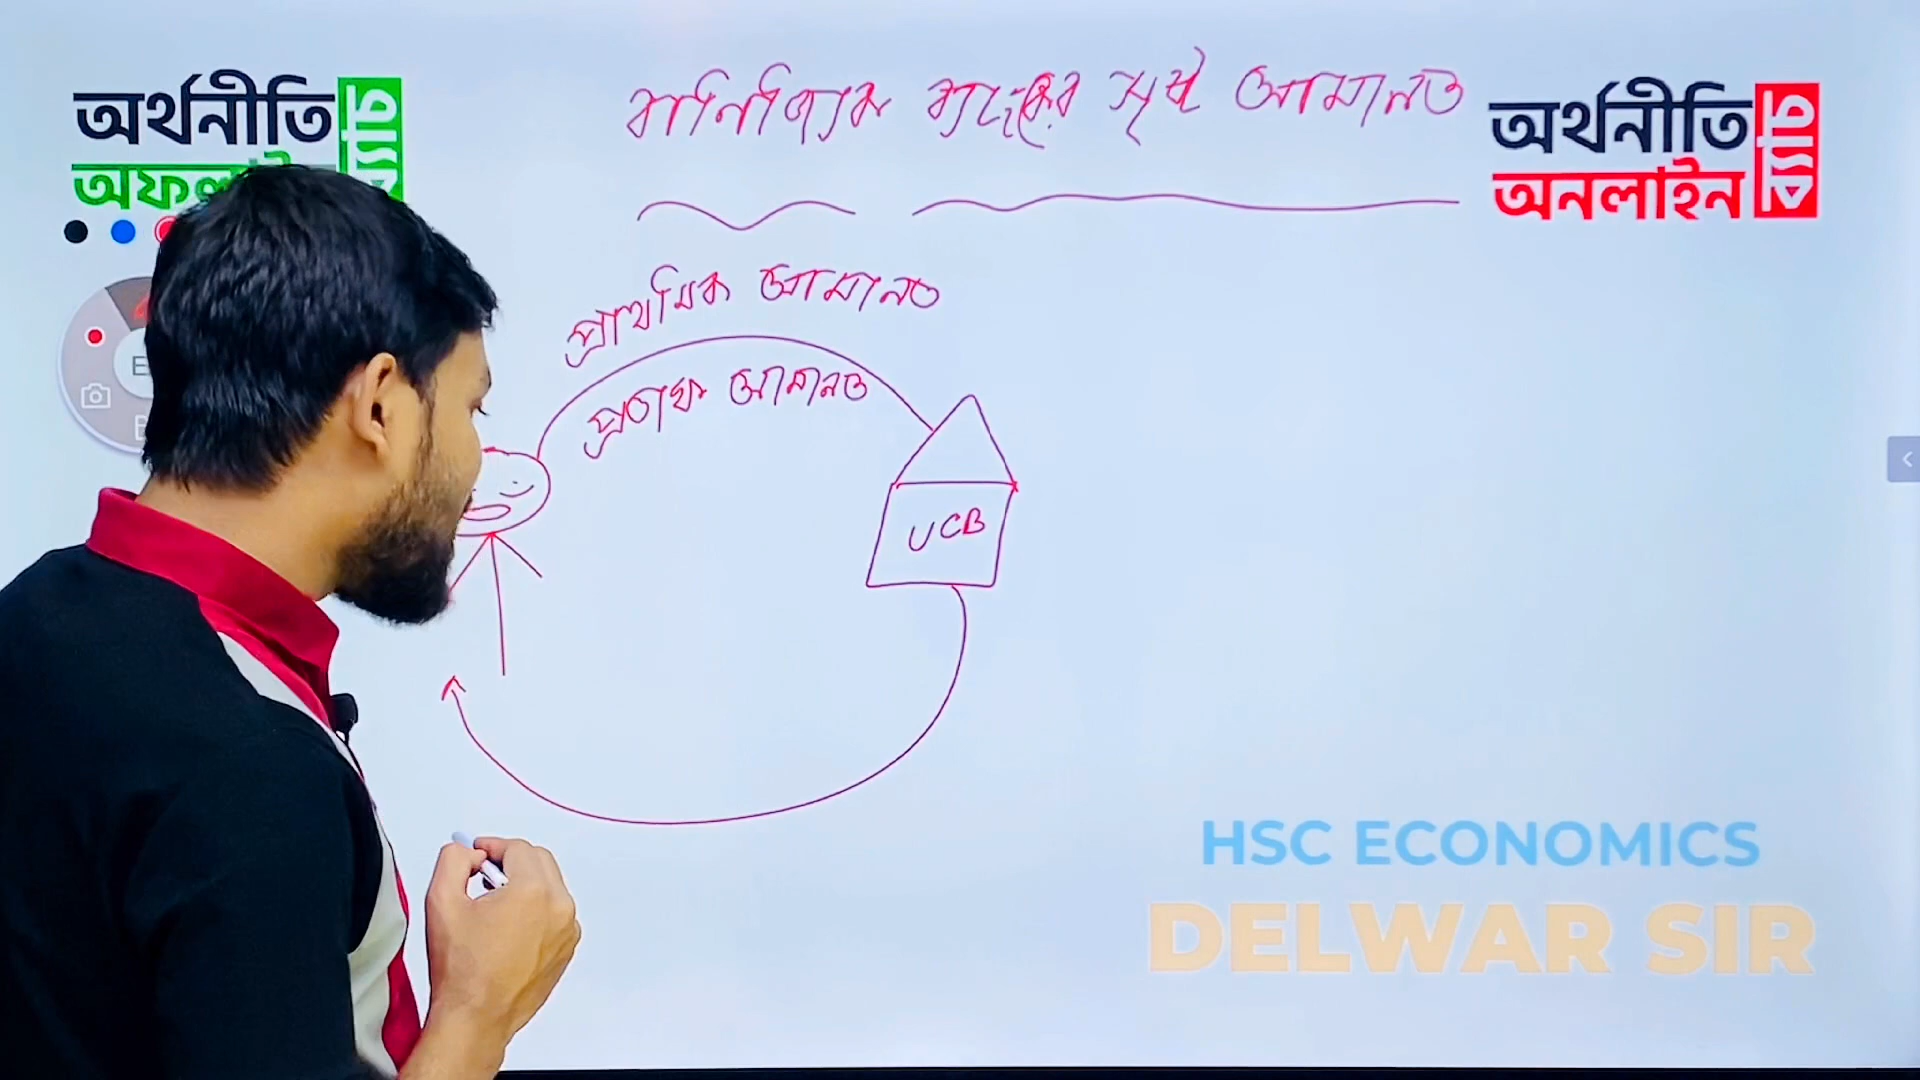 অর্থনীতি
ব্যাচ
বানিজ্যিক ব্যাংকের সৃষ্ট আমানত
অর্থনীতি
অনলাইন
ব্যাচ
প্রাথমিক আমানত
প্রত্যক্ষ আমানত
UCB
HSC ECONOMICS
DELWAR SIR